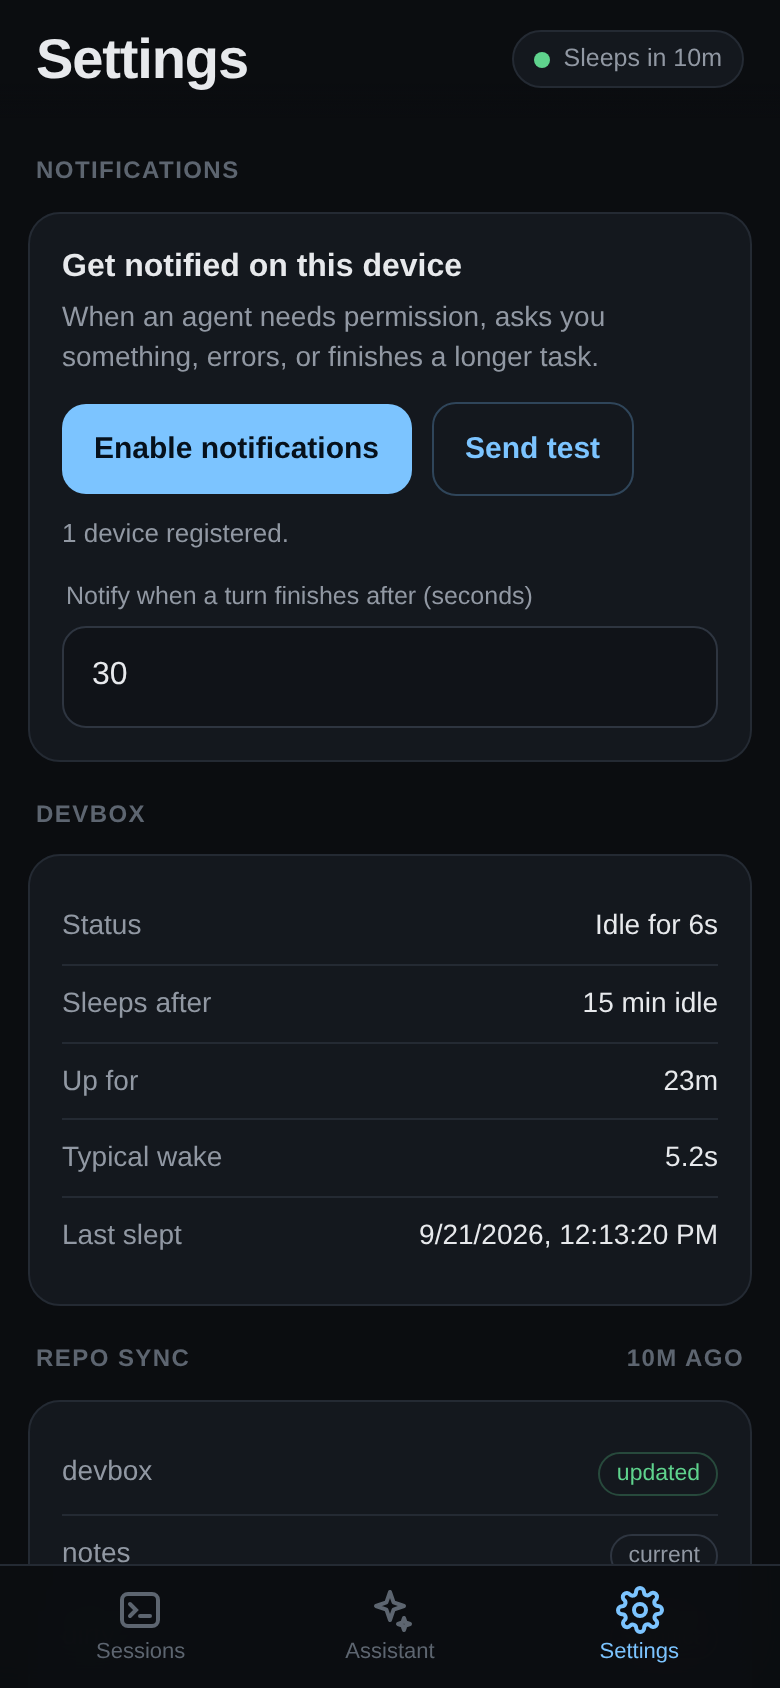 Settings
Sleeps in 10m
NOTIFICATIONS
Get notified on this device
When an agent needs permission, asks you
something, errors, or finishes a longer task.
Enable notifications
Send test
1 device registered.
Notify when a turn finishes after (seconds)
30
DEVBOX
Status Idle for 6s
Sleeps after 15 min idle
Up for 23m
Typical wake 5.2s
Last slept 9/21/2026, 12:13:20 PM
REPO SYNC 10M AGO
devbox updated
notes current
Sessions Assistant Settings